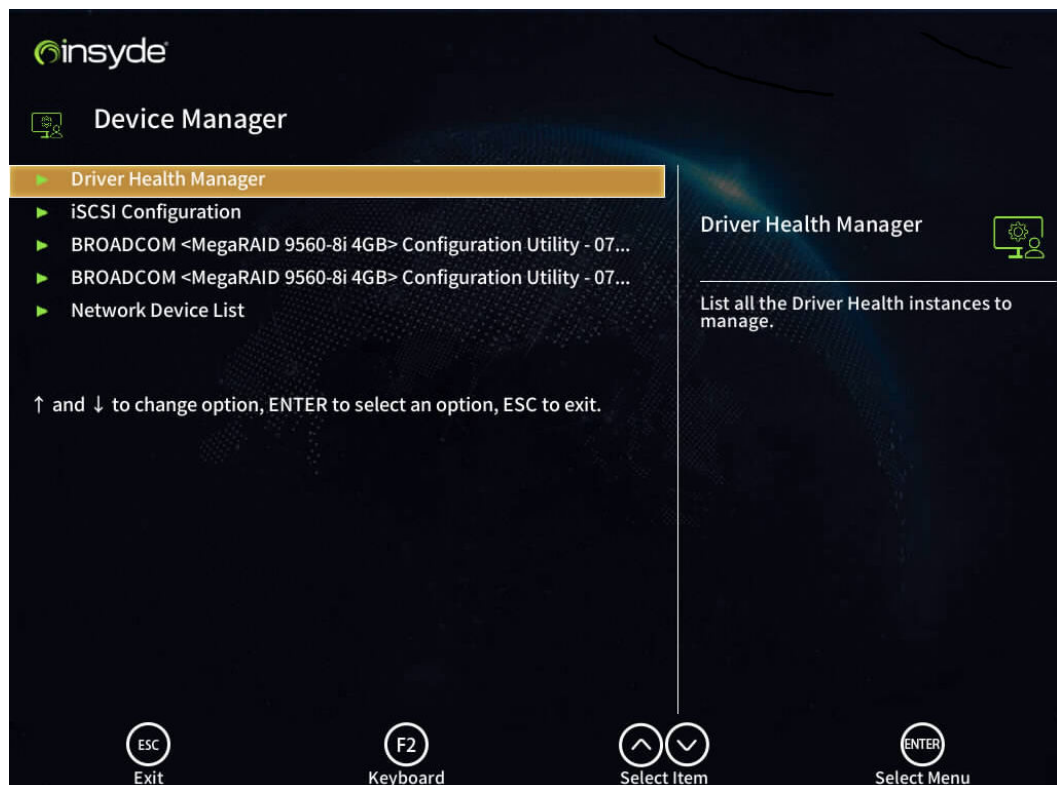 insyde
Device Manager
Driver Health Manager
iSCSI Configuration
BROADCOM <MegaRAID 9560-8i 4GB> Configuration Utility - 07...
BROADCOM <MegaRAID 9560-8i 4GB> Configuration Utility - 07...
Network Device List
↑ and ↓ to change option, ENTER to select an option, ESC to exit.
Driver Health Manager
List all the Driver Health instances to
manage.
ESC
Exit
F2
Keyboard
Select Item
ENTER
Select Menu